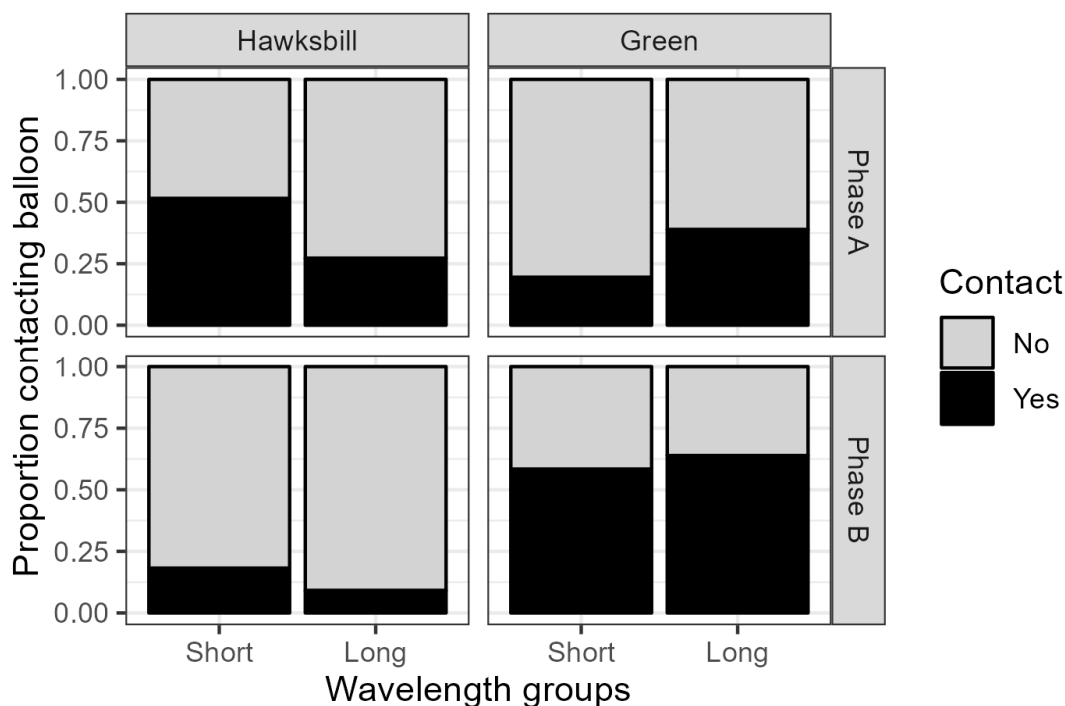 Hawksbill
Green
Proportion contacting balloon
1.00
0.75
0.50
0.25
0.00
Phase A
1.00
0.75
0.50
0.25
0.00
Phase B
Short
Long
Short
Long
Wavelength groups
Contact
No
Yes